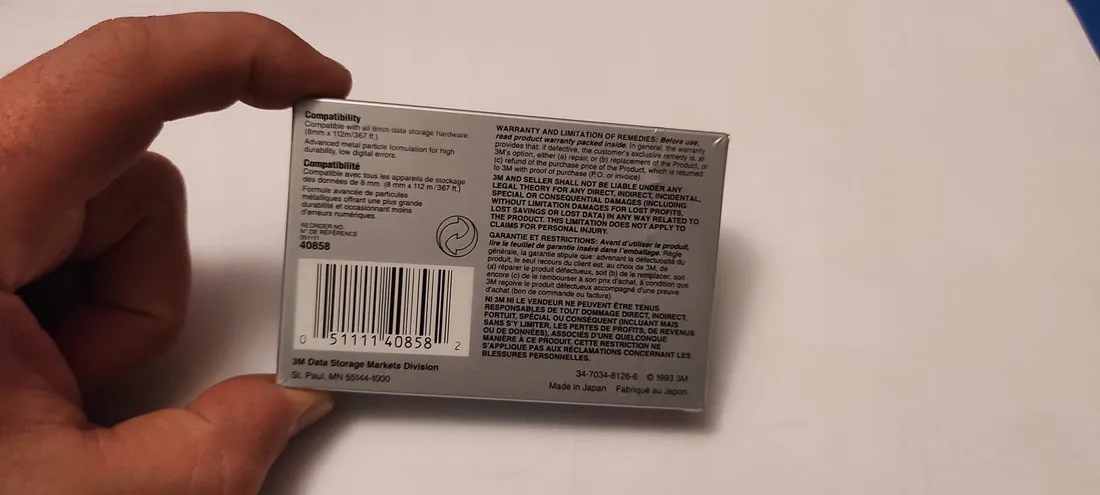 Compatibility
Compatible with all 8mm data storage hardware.
(8mm x 112m/367 ft.)
Advanced metal particle formulation for high
durability, low digital errors.
Compatibilité
Compatible avec tous les appareils de stockage
des données de 8 mm. (8 mm x 112 m /367 ft.)
Formule avancée de particules
métalliques offrant une plus grande
durabilité et occasionnant moins
d'erreurs numériques.
REORDER NO.
N° DE RÉFÉRENCE
051111
40858
0 51111 40858 2
3M Data Storage Markets Division
St. Paul, MN 55144-1000
WARRANTY AND LIMITATION OF REMEDIES: Before use,
read product warranty packed inside. In general, the warranty
provides that: if defective, the customer's exclusive remedy is, at
3M's option, either (a) repair, or (b) replacement of the Product, or
(c) refund of the purchase price of the Product, which is returned
to 3M with proof of purchase (P.O. or invoice).
3M AND SELLER SHALL NOT BE LIABLE UNDER ANY
LEGAL THEORY FOR ANY DIRECT, INDIRECT, INCIDENTAL,
SPECIAL OR CONSEQUENTIAL DAMAGES (INCLUDING
WITHOUT LIMITATION DAMAGES FOR LOST PROFITS,
LOST SAVINGS OR LOST DATA) IN ANY WAY RELATED TO
THE PRODUCT. THIS LIMITATION DOES NOT APPLY TO
CLAIMS FOR PERSONAL INJURY.
GARANTIE ET RESTRICTIONS: Avant d'utiliser le produit,
lire le feuillet de garantie inséré dans l'emballage. Règle
générale, la garantie stipule que: advenant la défectuosité du
produit, le seul recours du client est, au choix de 3M, de
(a) réparer le produit défectueux, soit (b) de le remplacer, soit
encore (c) de le rembourser à son prix d'achat, à condition que
3M reçoive le produit défectueux accompagné d'une preuve
d'achat (bon de commande ou facture).
NI 3M NI LE VENDEUR NE PEUVENT ÊTRE TENUS
RESPONSABLES DE TOUT DOMMAGE DIRECT, INDIRECT,
FORTUIT, SPÉCIAL OU CONSÉQUENT (INCLUANT MAIS
SANS S'Y LIMITER, LES PERTES DE PROFITS, DE REVENUS
OU DE DONNÉES), ASSOCIÉS D'UNE QUELCONQUE
MANIÈRE À CE PRODUIT. CETTE RESTRICTION NE
S'APPLIQUE PAS AUX RÉCLAMATIONS CONCERNANT LES
BLESSURES PERSONNELLES.
34-7034-8126-6 © 1993 3M
Made in Japan Fabriqué au Japon.